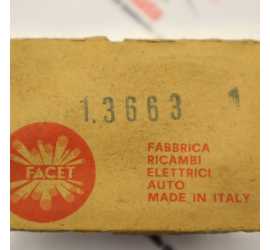 1.3663
FACET
FABBRICA
RICAMBI
ELETTRICI
AUTO
MADE IN ITALY